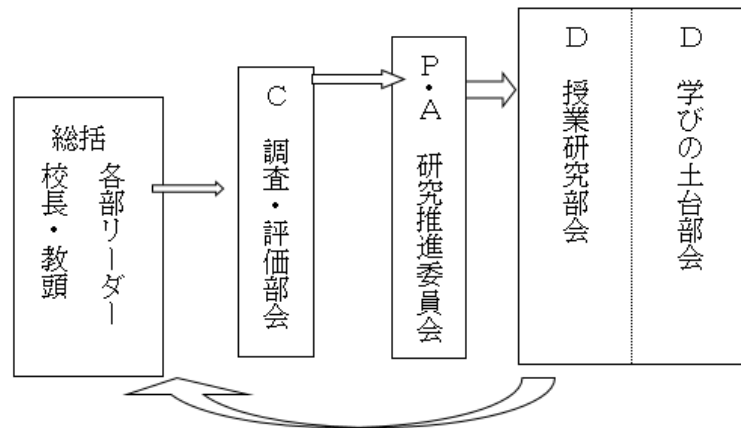 総括
各部リーダー
校長・教頭
C　調査・評価部会
P・A　研究推進委員会
D　授業研究部会
D　学びの土台部会